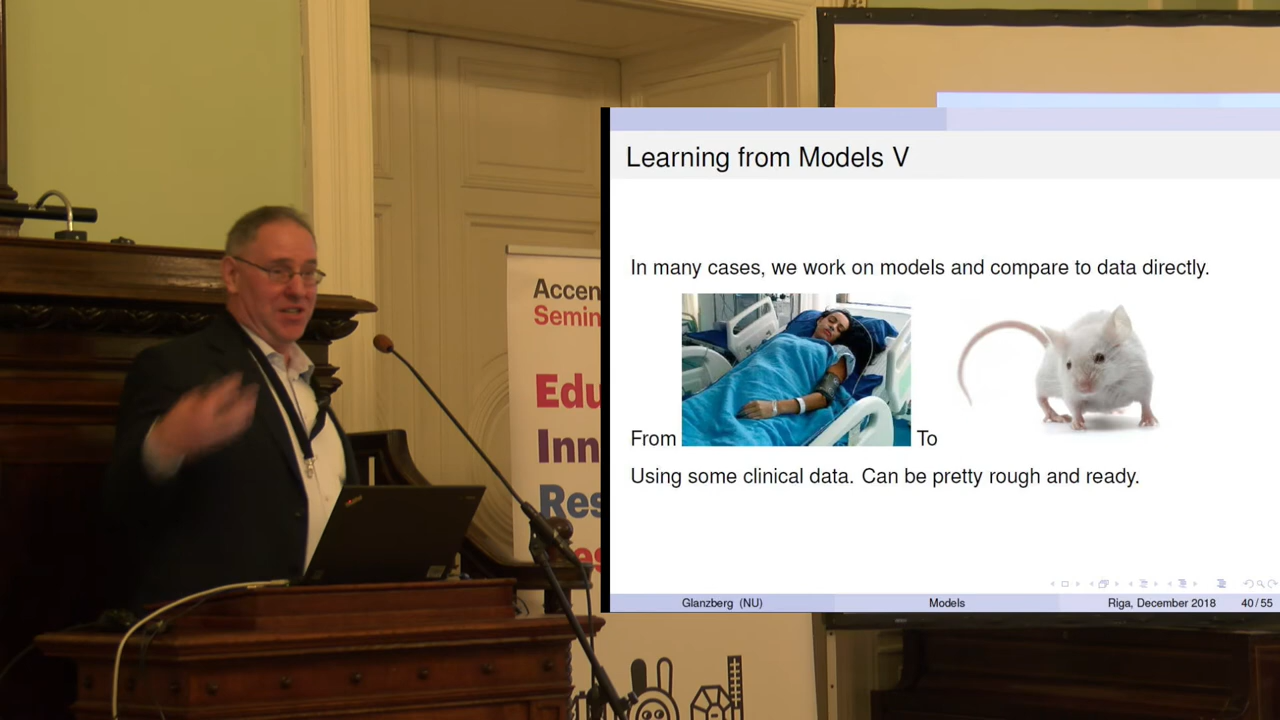 Learning from Models V
In many cases, we work on models and compare to data directly.
From To
Using some clinical data. Can be pretty rough and ready.
Glanzberg (NU) Models Riga, December 2018 40/55
Accen
Semin
Edu
Inn
Res